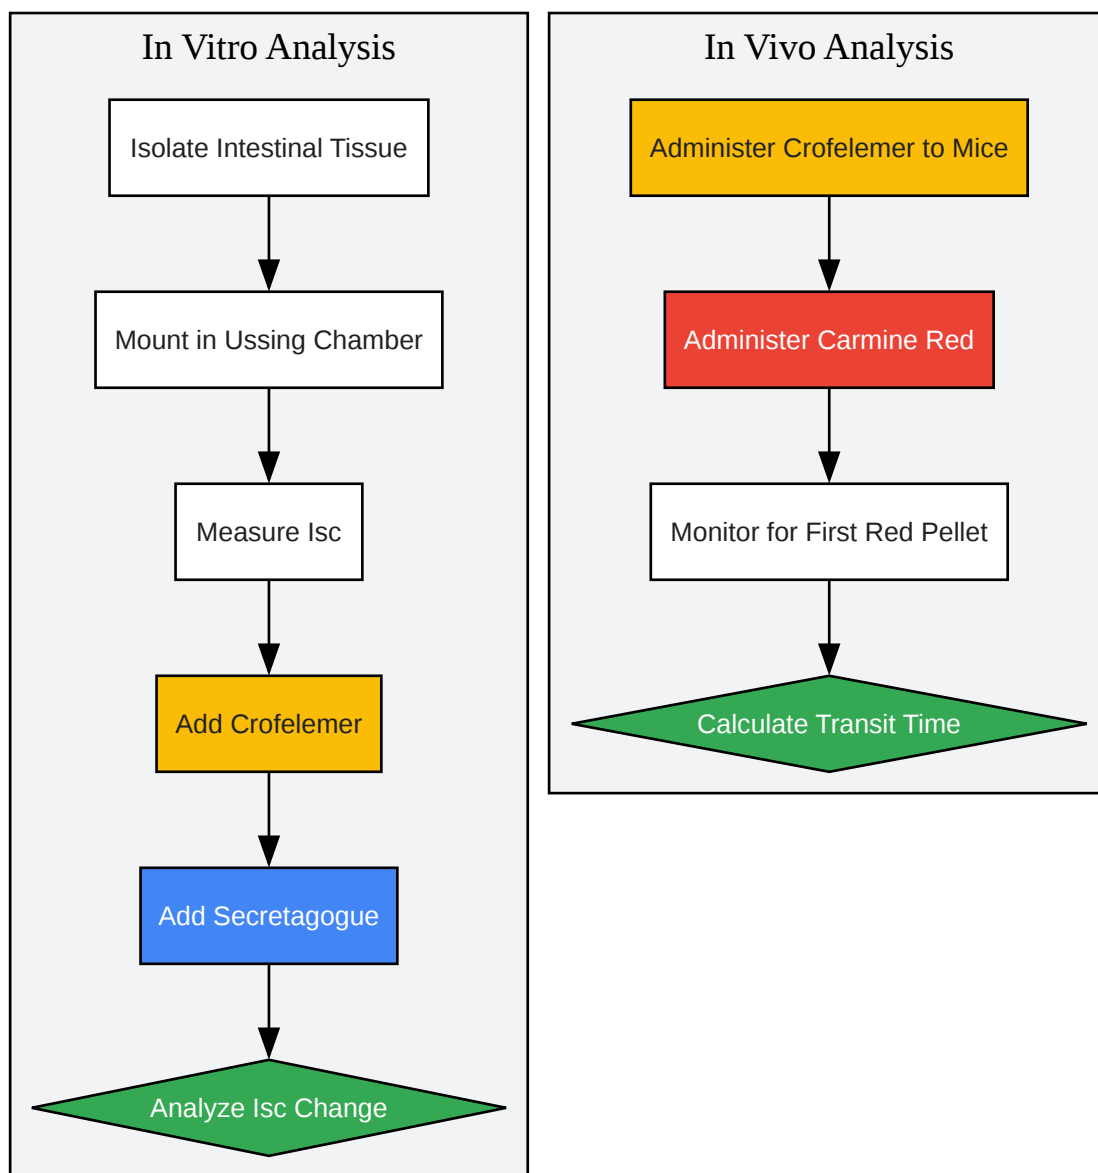 In Vitro Analysis
Isolate Intestinal Tissue
Mount in Ussing Chamber
Measure Isc
Add Crofelemer
Add Secretagogue
Analyze Isc Change
In Vivo Analysis
Administer Crofelemer to Mice
Administer Carmine Red
Monitor for First Red Pellet
Calculate Transit Time